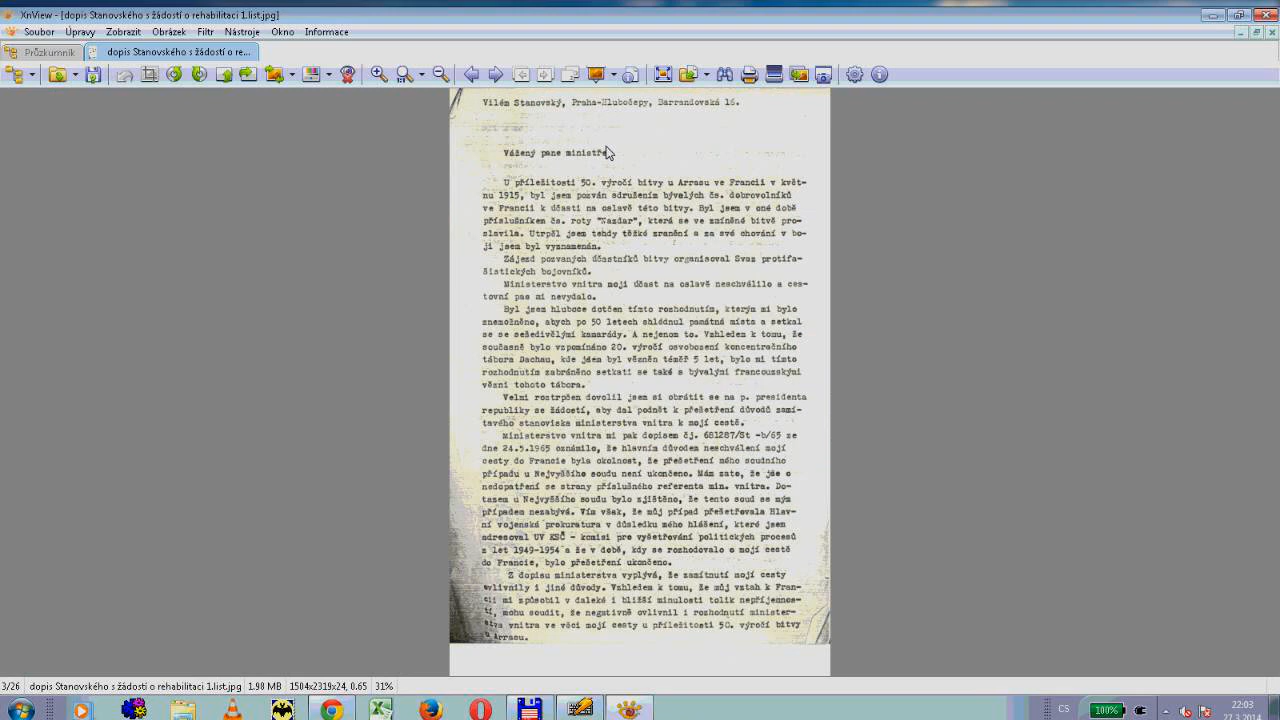 XnView - [dopis Stanovského s žádostí o rehabilitaci 1.list.jpg]
Soubor Úpravy Zobrazit Obrázek Filtr Nástroje Okno Informace
Průzkumník dopis Stanovského s žádostí o re...
Vilém Stanovský, Praha-Hlubočepy, Barrandovská 16.
Vážený pane ministře
U příležitosti 50. výročí bitvy u Arrasu ve Francii v květ-
nu 1915, byl jsem pozván sdružením bývalých čs. dobrovolníků
ve Francii k účasti na oslavě této bitvy. Byl jsem v oné době
příslušníkem čs. roty "Nazdar", která se ve zmíněné bitvě pro-
slavila. Utrpěl jsem tehdy těžké zranění a za své chování v bo-
ji jsem byl vyznamenán.
Zájezd pozvaných účastníků bitvy organisoval Svaz protifa-
šistických bojovníků.
Ministerstvo vnitra moji účast na oslavě neschválilo a ces-
tovní pas mi nevydalo.
Byl jsem hluboce dotčen tímto rozhodnutím, kterým mi bylo
znemožněno, abych po 50 letech shlédnul památná místa a setkal
se se sešedivělými kamarády. A nejenom to. Vzhledem k tomu, že
současně bylo vzpomínáno 20. výročí osvobození koncentračního
tábora Dachau, kde jsem byl vězněn téměř 5 let, bylo mi tímto
rozhodnutím zabráněno setkati se také s bývalými francouzskými
vězni tohoto tábora.
Velmi roztrpčen dovolil jsem si obrátit se na p. presidenta
republiky se žádostí, aby dal podnět k přešetření důvodů zamí-
tavého stanoviska ministerstva vnitra k mojí cestě.
Ministerstvo vnitra mi pak dopisem čj. 681287/St -b/65 ze
dne 24.5.1965 oznámilo, že hlavním důvodem neschválení mojí
cesty do Francie byla okolnost, že přešetření mého soudního
případu u Nejvyššího soudu není ukončeno. Mám zato, že jde o
nedopatření se strany příslušného referenta min. vnitra. Do-
tazem u Nejvyššího soudu bylo zjištěno, že tento soud se mým
případem nezabývá. Vím však, že můj případ přešetřovala Hlav-
ní vojenská prokuratura v důsledku mého hlášení, které jsem
adresoval UV KSČ - komisi pro vyšetřování politických procesů
z let 1949-1954 a že v době, kdy se rozhodovalo o mojí cestě
do Francie, bylo přešetření ukončeno.
Z dopisu ministerstva vyplývá, že zamítnutí mojí cesty
ovlivnily i jiné důvody. Vzhledem k tomu, že můj vztah k Fran-
cii mi způsobil v daleké i bližší minulosti tolik nepříjemnos-
tí, mohu soudit, že negativně ovlivnil i rozhodnutí minister-
stva vnitra ve věci mojí cesty u příležitosti 50. výročí bitvy
u Arrasu.
3/26 dopis Stanovského s žádostí o rehabilitaci 1.list.jpg 1.98 MB 1504x2319x24, 0.65 31%
CS 100% 22:03
27.3.2014